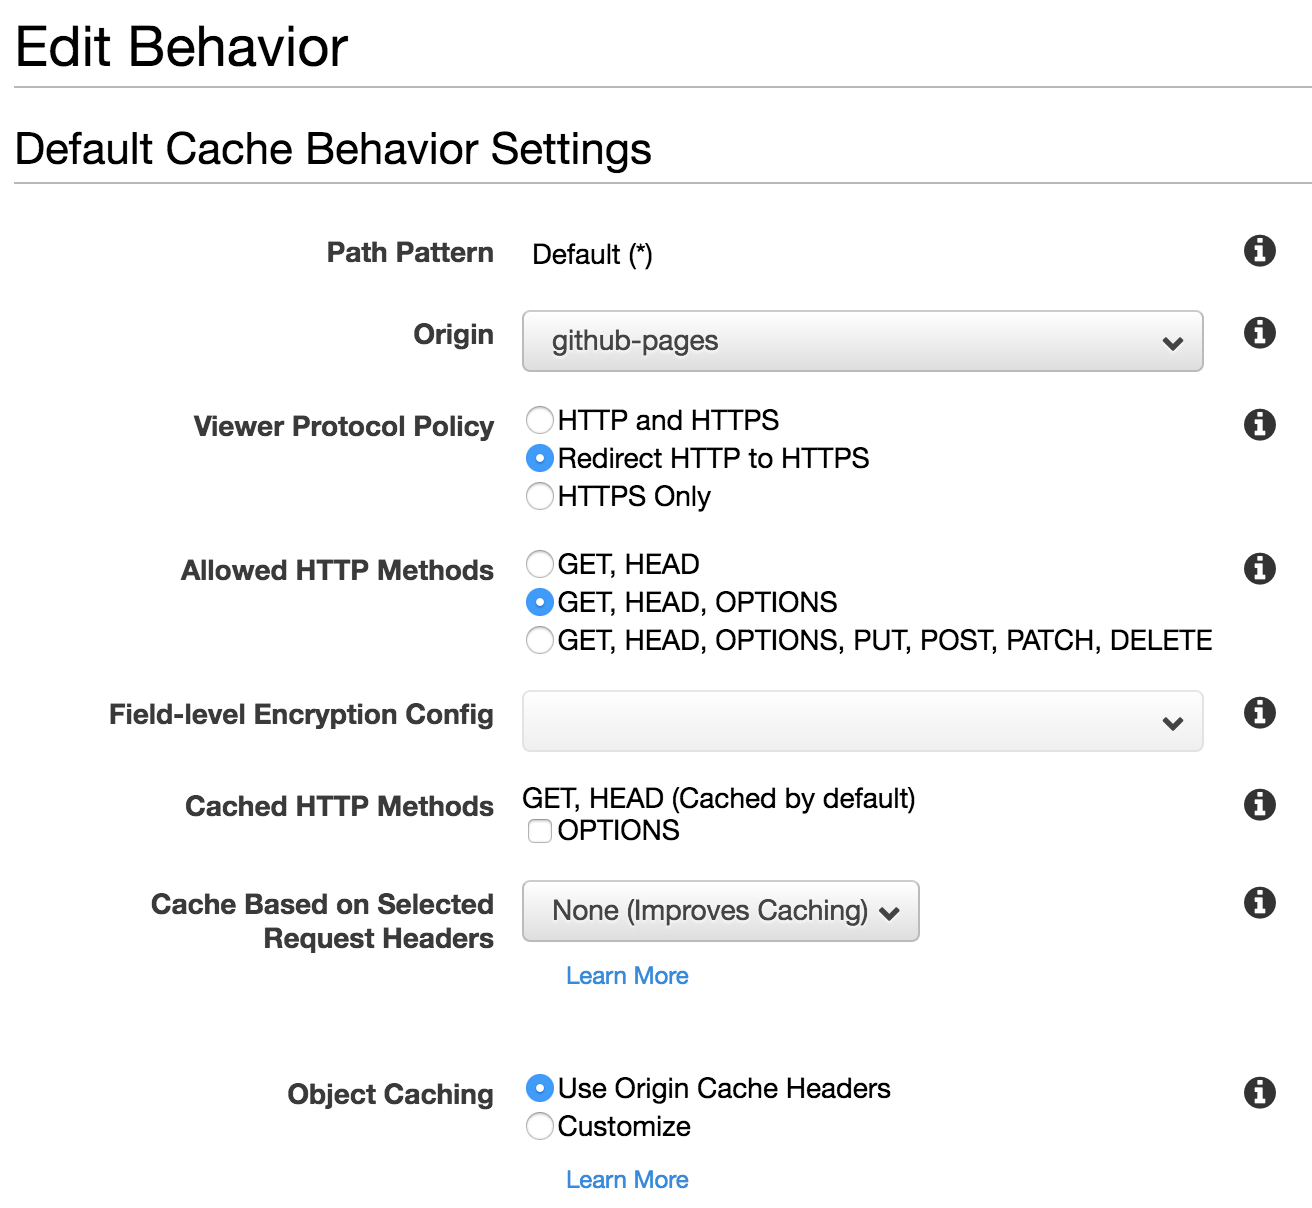 Edit Behavior
Default Cache Behavior Settings
Path Pattern
Default (*)
Origin
github-pages
Viewer Protocol Policy
HTTP and HTTPS
Redirect HTTP to HTTPS
HTTPS Only
Allowed HTTP Methods
GET, HEAD
GET, HEAD, OPTIONS
GET, HEAD, OPTIONS, PUT, POST, PATCH, DELETE
Field-level Encryption Config
Cached HTTP Methods
GET, HEAD (Cached by default)
OPTIONS
Cache Based on Selected
Request Headers
None (Improves Caching)
Learn More
Object Caching
Use Origin Cache Headers
Customize
Learn More